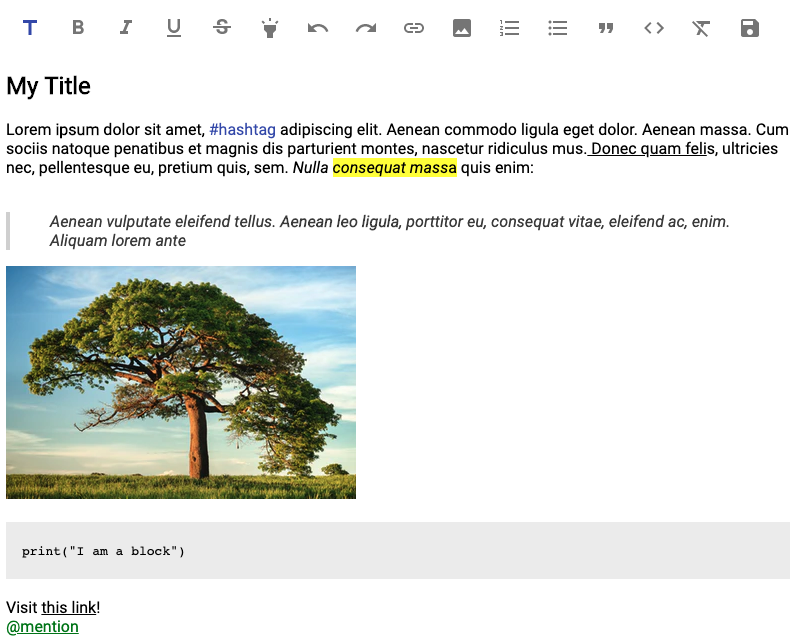 My Title
Lorem ipsum dolor sit amet, #hashtag adipiscing elit. Aenean commodo ligula eget dolor. Aenean massa. Cum
sociis natoque penatibus et magnis dis parturient montes, nascetur ridiculus mus. Donec quam felis, ultricies
nec, pellentesque eu, pretium quis, sem. Nulla consequat massa quis enim:
Aenean vulputate eleifend tellus. Aenean leo ligula, porttitor eu, consequat vitae, eleifend ac, enim.
Aliquam lorem ante
print("I am a block")
Visit this link!
@mention